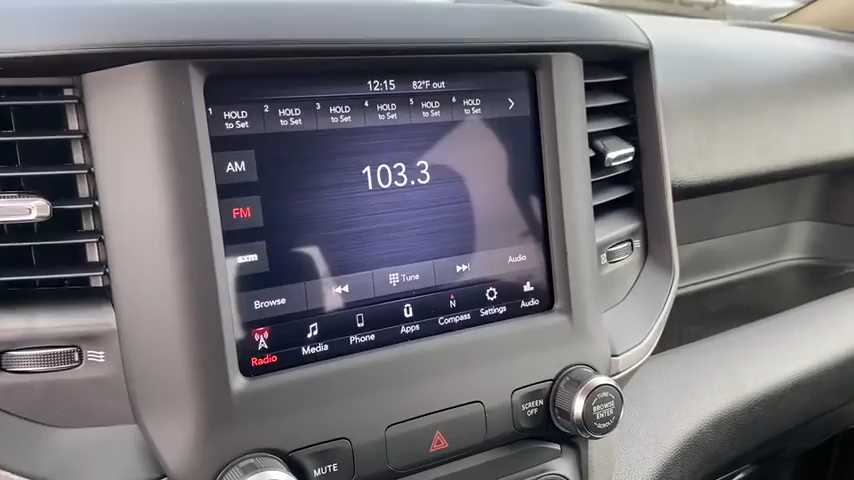 12:15 82°F out
1 HOLD to Set 2 HOLD to Set 3 HOLD to Set 4 HOLD to Set 5 HOLD to Set 6 HOLD to Set
AM
103.3
FM
sxm
Browse Tune Audio
Radio Media Phone Apps N Compass Settings Audio
MUTE
SCREEN
OFF
TUNE
BROWSE
ENTER
SCROLL